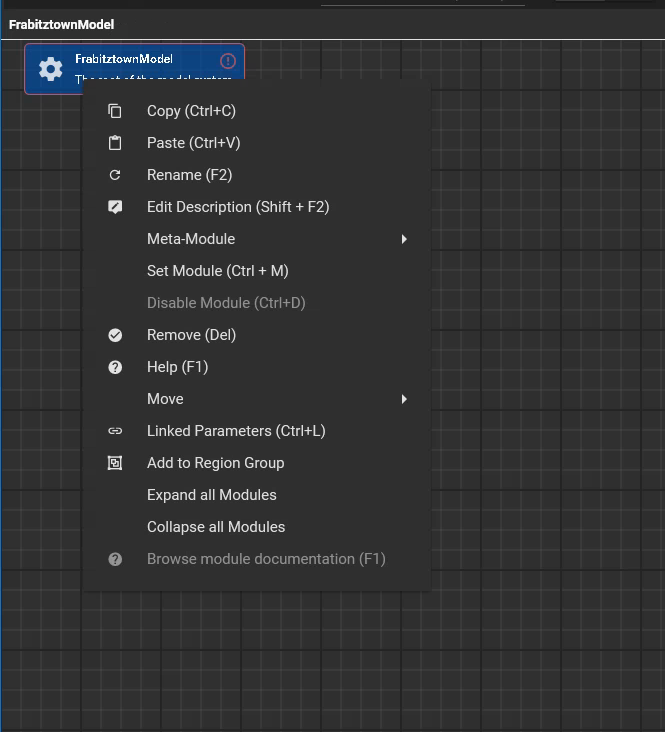 FrabitztownModel
FrabitztownModel
The root of the model system
Copy (Ctrl+C)
Paste (Ctrl+V)
Rename (F2)
Edit Description (Shift + F2)
Meta-Module
Set Module (Ctrl + M)
Disable Module (Ctrl+D)
Remove (Del)
Help (F1)
Move
Linked Parameters (Ctrl+L)
Add to Region Group
Expand all Modules
Collapse all Modules
Browse module documentation (F1)